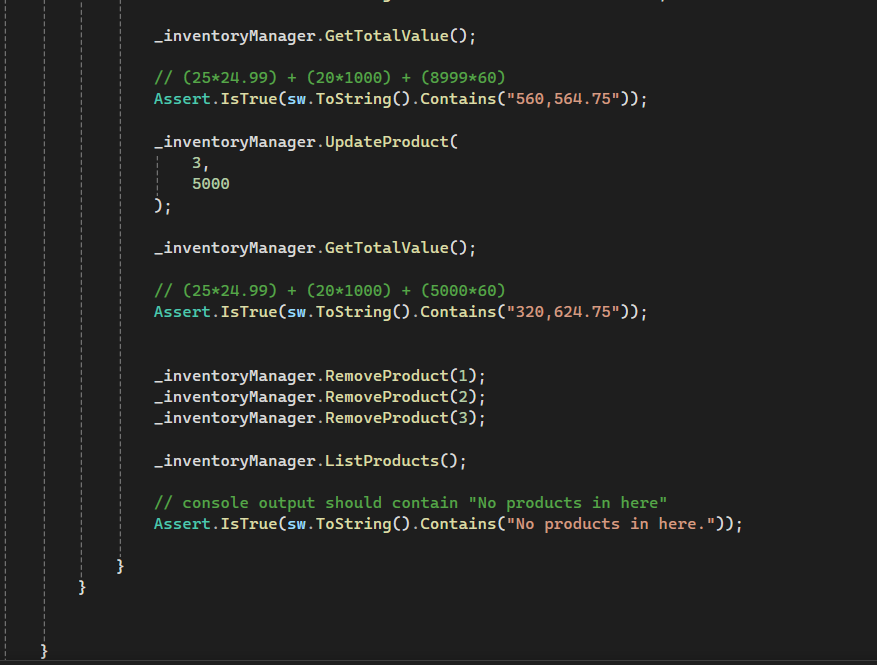 _inventoryManager.GetTotalValue();
// (25*24.99) + (20*1000) + (8999*60)
Assert.IsTrue(sw.ToString().Contains("560,564.75"));
_inventoryManager.UpdateProduct(
3,
5000
);
_inventoryManager.GetTotalValue();
// (25*24.99) + (20*1000) + (5000*60)
Assert.IsTrue(sw.ToString().Contains("320,624.75"));
_inventoryManager.RemoveProduct(1);
_inventoryManager.RemoveProduct(2);
_inventoryManager.RemoveProduct(3);
_inventoryManager.ListProducts();
// console output should contain "No products in here"
Assert.IsTrue(sw.ToString().Contains("No products in here."));
}
}
}